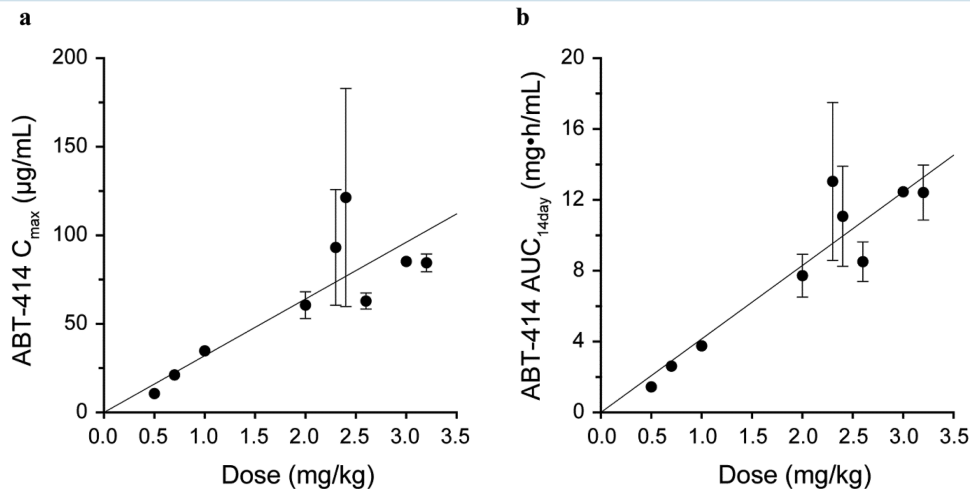 a
b
200
150
100
50
0
ABT-414 Cmax (µg/mL)
0.0 0.5 1.0 1.5 2.0 2.5 3.0 3.5
Dose (mg/kg)
20
16
12
8
4
0
ABT-414 AUC14day (mg•h/mL)
0.0 0.5 1.0 1.5 2.0 2.5 3.0 3.5
Dose (mg/kg)